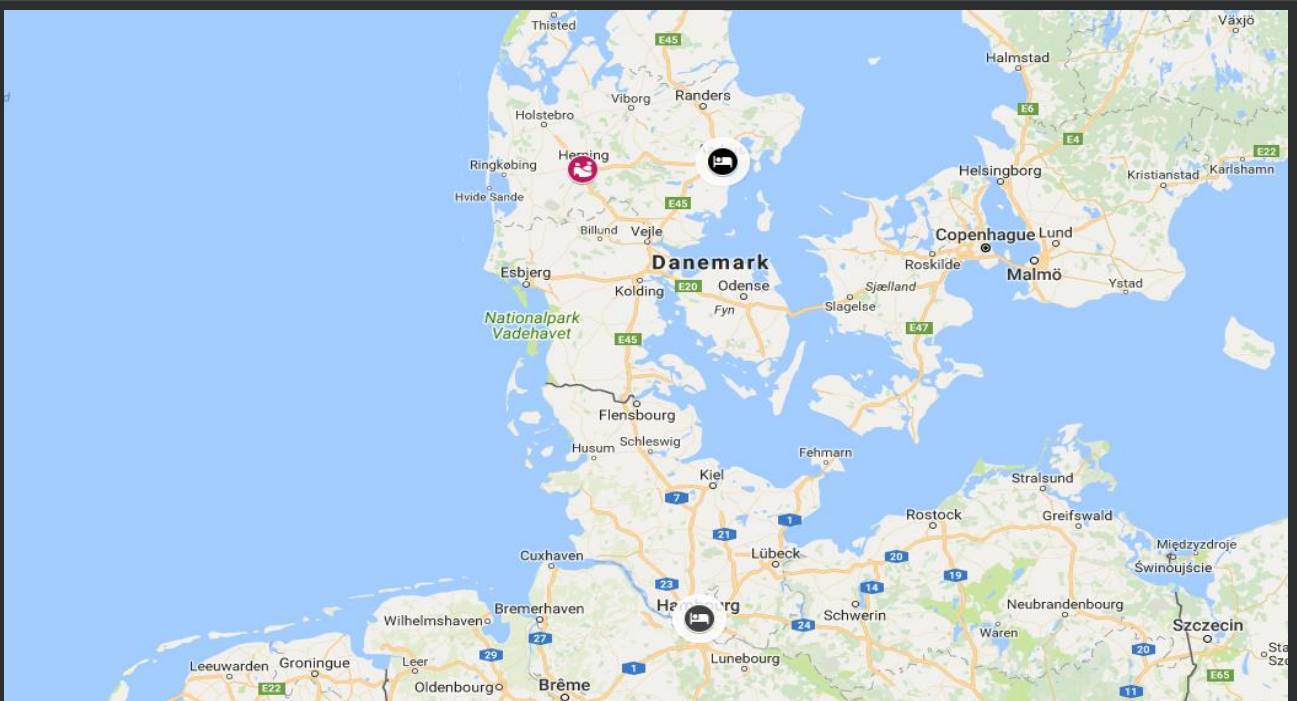 Växjö
Thisted
E45
Halmstad
Viborg
Randers
E6
Holstebro
E4
E22
Herning
Ringkøbing
Helsingborg
Karlshamn
Kristianstad
Hvide Sande
E45
Billund
Vejle
Copenhague
Lund
Danemark
Roskilde
Malmö
Esbjerg
Kolding
E20
Odense
Sjælland
Ystad
Fyn
Slagelse
Nationalpark
Vadehavet
E47
E45
Flensbourg
Husum
Schleswig
Fehmarn
Kiel
Stralsund
7
Rostock
Greifswald
1
21
Międzyzdroje
Cuxhaven
Lübeck
20
Świnoujście
19
23
14
Bremerhaven
Neubrandenbourg
Wilhelmshaven
Schwerin
24
Szczecin
27
Waren
20
29
Leeuwarden
Groningue
Leer
1
Lunebourg
E65
E22
Oldenbourg
Brême
11